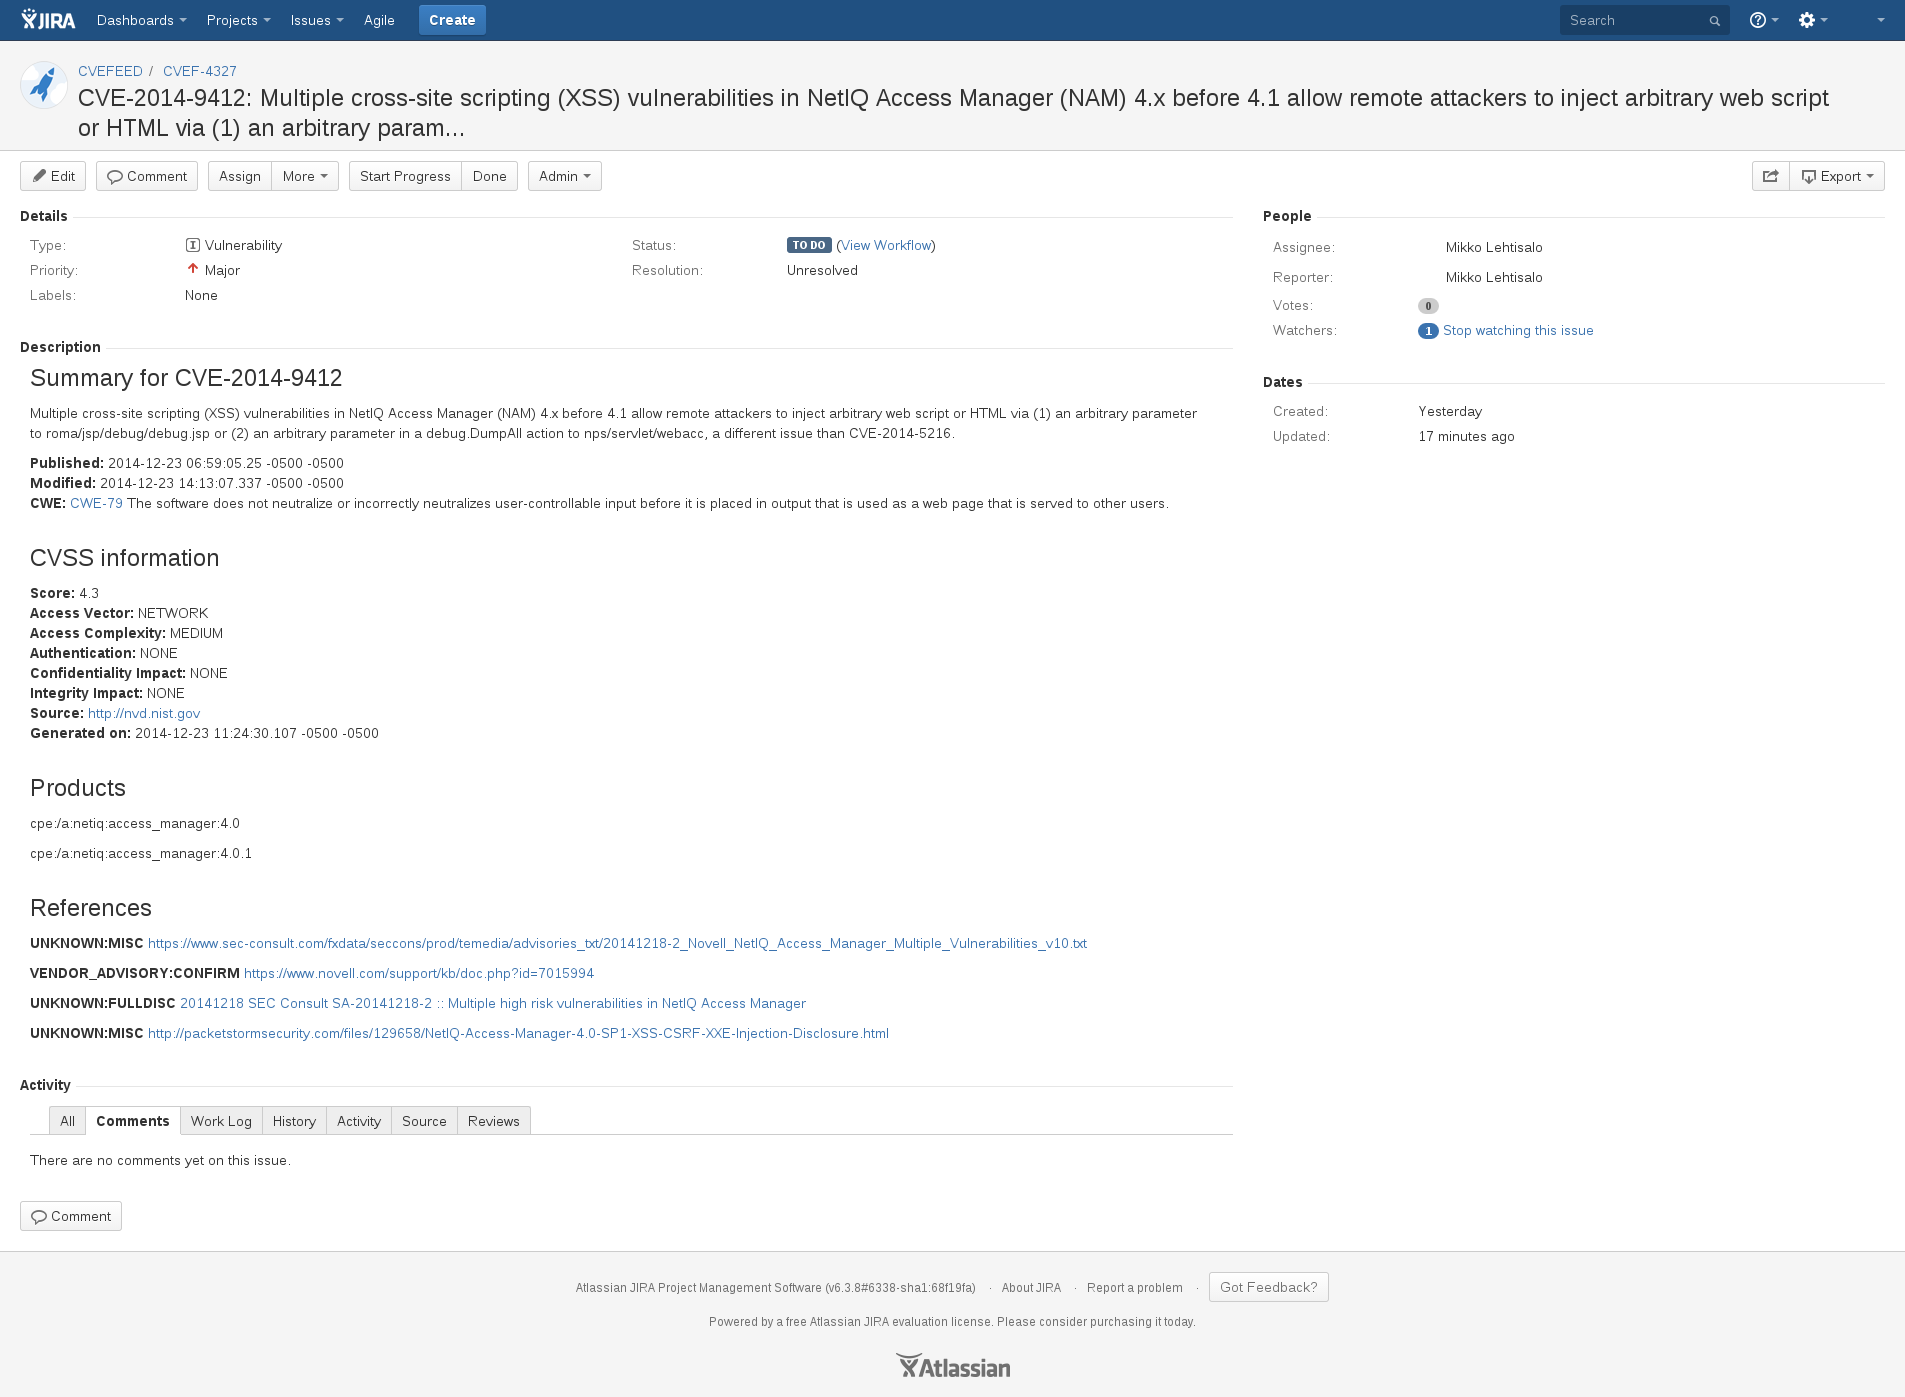 JIRA Dashboards Projects Issues Agile Create Search
CVEFEED / CVEF-4327
CVE-2014-9412: Multiple cross-site scripting (XSS) vulnerabilities in NetIQ Access Manager (NAM) 4.x before 4.1 allow remote attackers to inject arbitrary web script
or HTML via (1) an arbitrary param...
Edit Comment Assign More Start Progress Done Admin Export
Details
Type: Vulnerability Status: TO DO (View Workflow)
Priority: Major Resolution: Unresolved
Labels: None
People
Assignee: Mikko Lehtisalo
Reporter: Mikko Lehtisalo
Votes: 0
Watchers: 1 Stop watching this issue
Dates
Created: Yesterday
Updated: 17 minutes ago
Description
Summary for CVE-2014-9412
Multiple cross-site scripting (XSS) vulnerabilities in NetIQ Access Manager (NAM) 4.x before 4.1 allow remote attackers to inject arbitrary web script or HTML via (1) an arbitrary parameter
to roma/jsp/debug/debug.jsp or (2) an arbitrary parameter in a debug.DumpAll action to nps/servlet/webacc, a different issue than CVE-2014-5216.
Published: 2014-12-23 06:59:05.25 -0500 -0500
Modified: 2014-12-23 14:13:07.337 -0500 -0500
CWE: CWE-79 The software does not neutralize or incorrectly neutralizes user-controllable input before it is placed in output that is used as a web page that is served to other users.
CVSS information
Score: 4.3
Access Vector: NETWORK
Access Complexity: MEDIUM
Authentication: NONE
Confidentiality Impact: NONE
Integrity Impact: NONE
Source: http://nvd.nist.gov
Generated on: 2014-12-23 11:24:30.107 -0500 -0500
Products
cpe:/a:netiq:access_manager:4.0
cpe:/a:netiq:access_manager:4.0.1
References
UNKNOWN:MISC https://www.sec-consult.com/fxdata/seccons/prod/temedia/advisories_txt/20141218-2_Novell_NetIQ_Access_Manager_Multiple_Vulnerabilities_v10.txt
VENDOR_ADVISORY:CONFIRM https://www.novell.com/support/kb/doc.php?id=7015994
UNKNOWN:FULLDISC 20141218 SEC Consult SA-20141218-2 :: Multiple high risk vulnerabilities in NetIQ Access Manager
UNKNOWN:MISC http://packetstormsecurity.com/files/129658/NetIQ-Access-Manager-4.0-SP1-XSS-CSRF-XXE-Injection-Disclosure.html
Activity
All Comments Work Log History Activity Source Reviews
There are no comments yet on this issue.
Comment
Atlassian JIRA Project Management Software (v6.3.8#6338-sha1:68f19fa) · About JIRA · Report a problem · Got Feedback?
Powered by a free Atlassian JIRA evaluation license. Please consider purchasing it today.
Atlassian